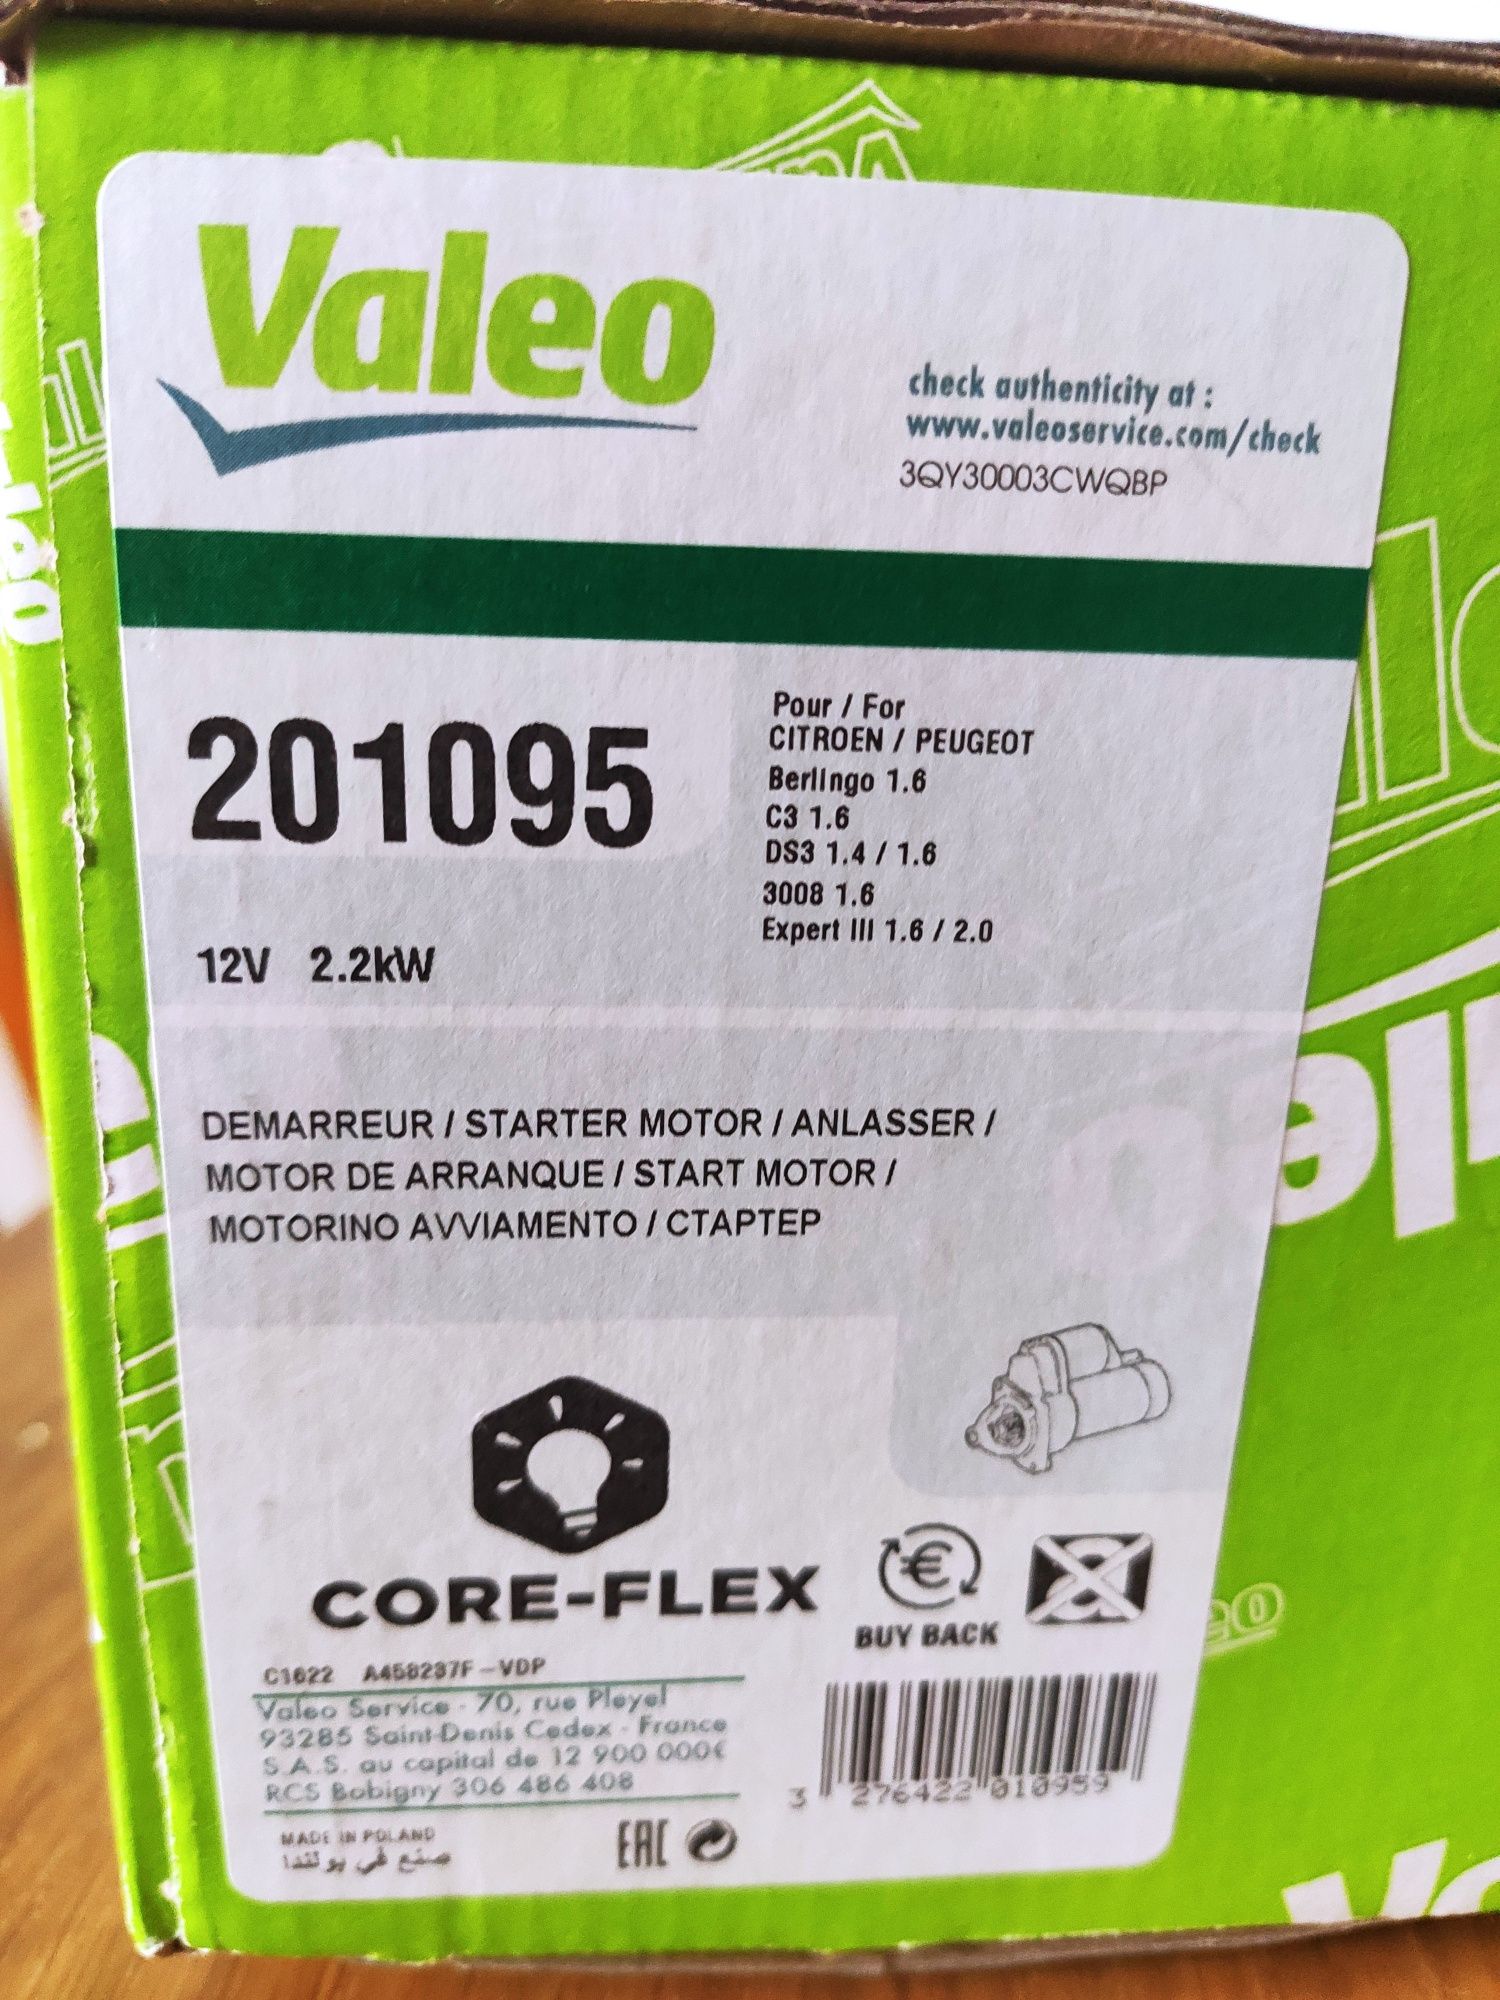 Valeo
check authenticity at :
www.valeoservice.com/check
3QY30003CWQBP
201095
12V 2.2kW
Pour / For
CITROEN / PEUGEOT
Berlingo 1.6
C3 1.6
DS3 1.4 / 1.6
3008 1.6
Expert III 1.6 / 2.0
DEMARREUR / STARTER MOTOR / ANLASSER /
MOTOR DE ARRANQUE / START MOTOR /
MOTORINO AVVIAMENTO / СТАРТЕР
CORE-FLEX
€
BUY BACK
C1622 A458237F-VDP
Valeo Service - 70, rue Pleyel
93285 Saint-Denis Cedex - France
S.A.S. au capital de 12 900 000€
RCS Bobigny 306 486 408
3 276422 010959
MADE IN POLAND
صنع في بولندا
EAC